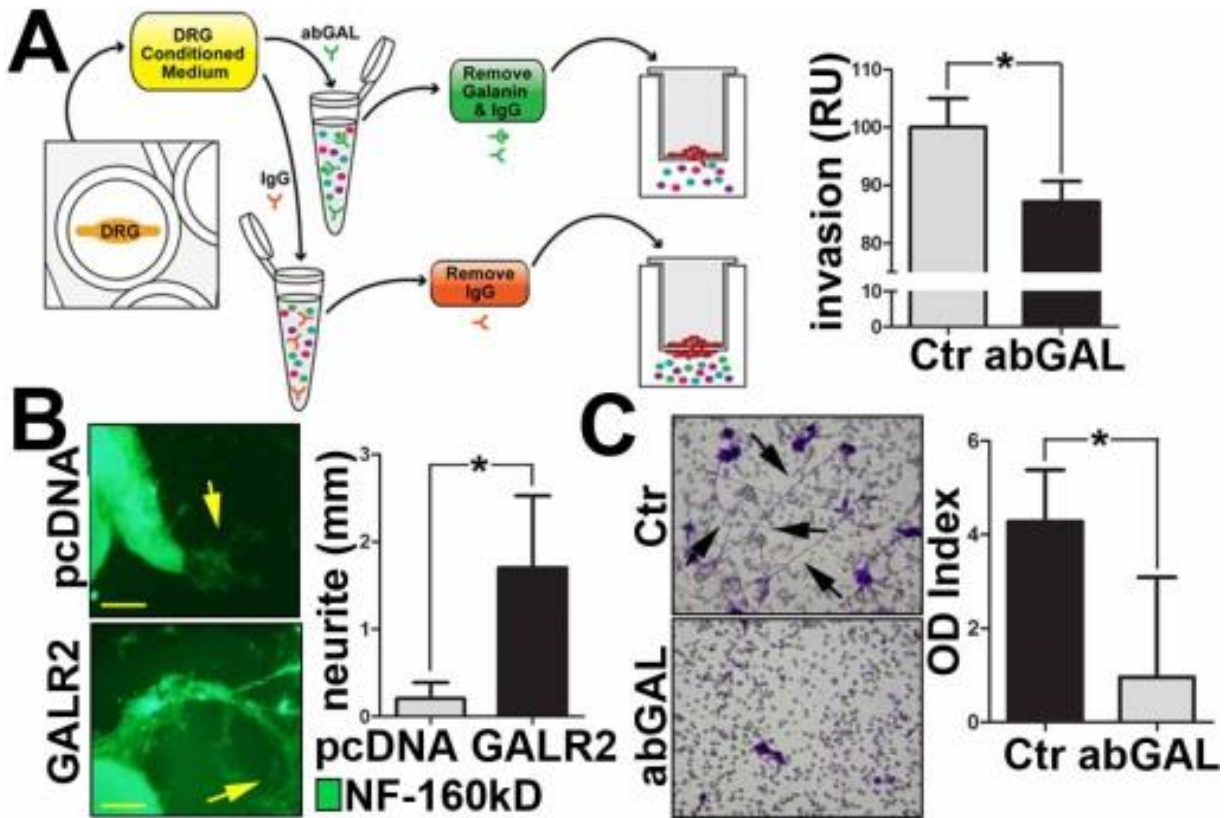 A
DRG
Conditioned
Medium
abGAL
IgG
Remove
Galanin
& IgG
Remove
IgG
DRG
invasion (RU)
110
100
90
80
10
0
*
Ctr abGAL
B
pcDNA
GALR2
neurite (mm)
3
2
1
0
*
pcDNA GALR2
NF-160kD
C
Ctr
abGAL
OD Index
6
4
2
0
*
Ctr abGAL